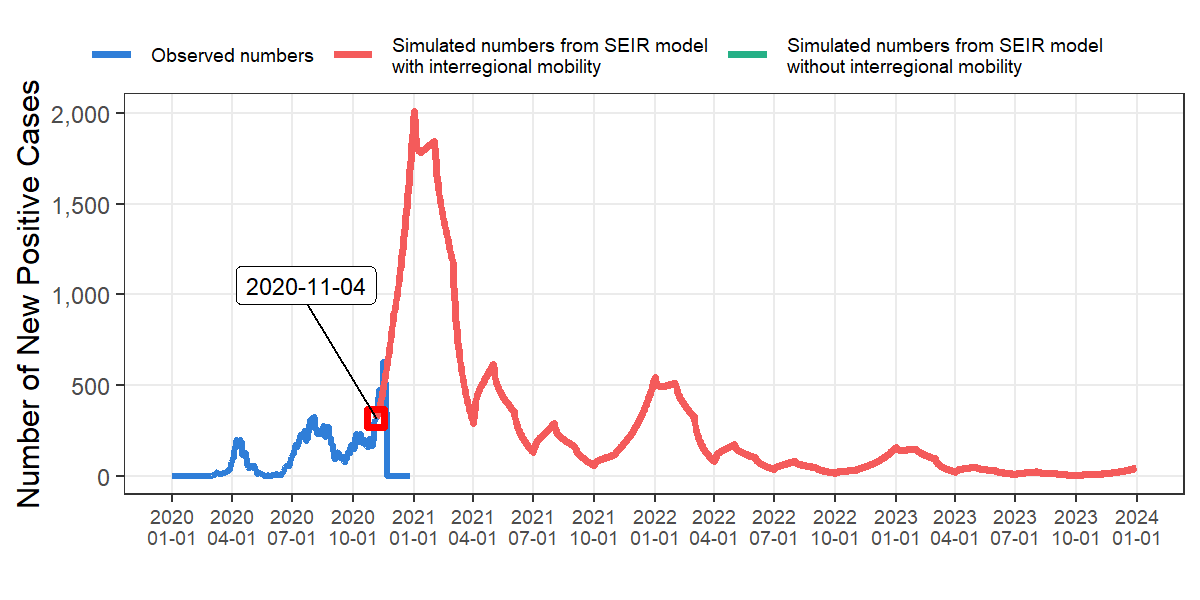 Observed numbers
Simulated numbers from SEIR model
with interregional mobility
Simulated numbers from SEIR model
without interregional mobility
Number of New Positive Cases
2,000
1,500
1,000
500
0
2020-11-04
2020 2020 2020 2020 2021 2021 2021 2021 2022 2022 2022 2022 2023 2023 2023 2023 2024
01-01 04-01 07-01 10-01 01-01 04-01 07-01 10-01 01-01 04-01 07-01 10-01 01-01 04-01 07-01 10-01 01-01